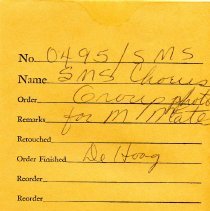 No. 0495/SMS
Name SMS Chorus
Order Group photo
Remarks for M Mate
Retouched
Order Finished De Hoog
Reorder
Reorder